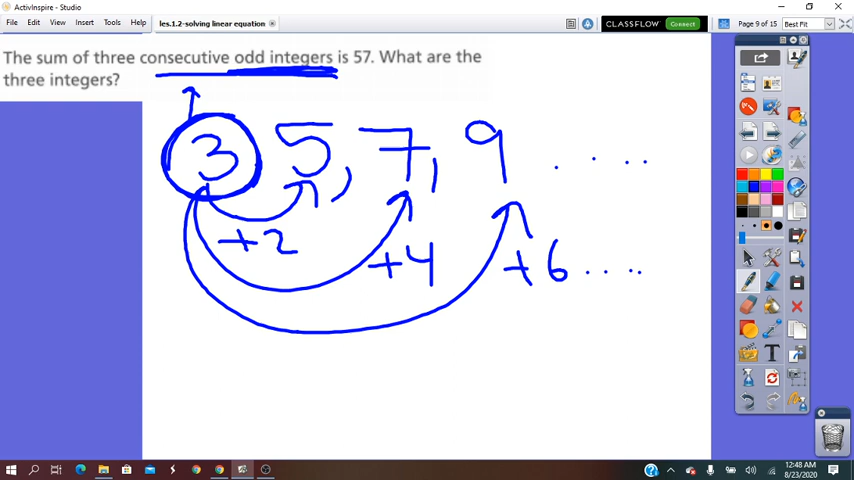 ActivInspire - Studio
File Edit View Insert Tools Help
les.1.2-solving linear equation
CLASSFLOW Connect
Page 9 of 15
Best Fit
The sum of three consecutive odd integers is 57. What are the
three integers?
3 5, 7, 9 . . . .
+2
+4
+6 . . . .
12:48 AM
8/23/2020